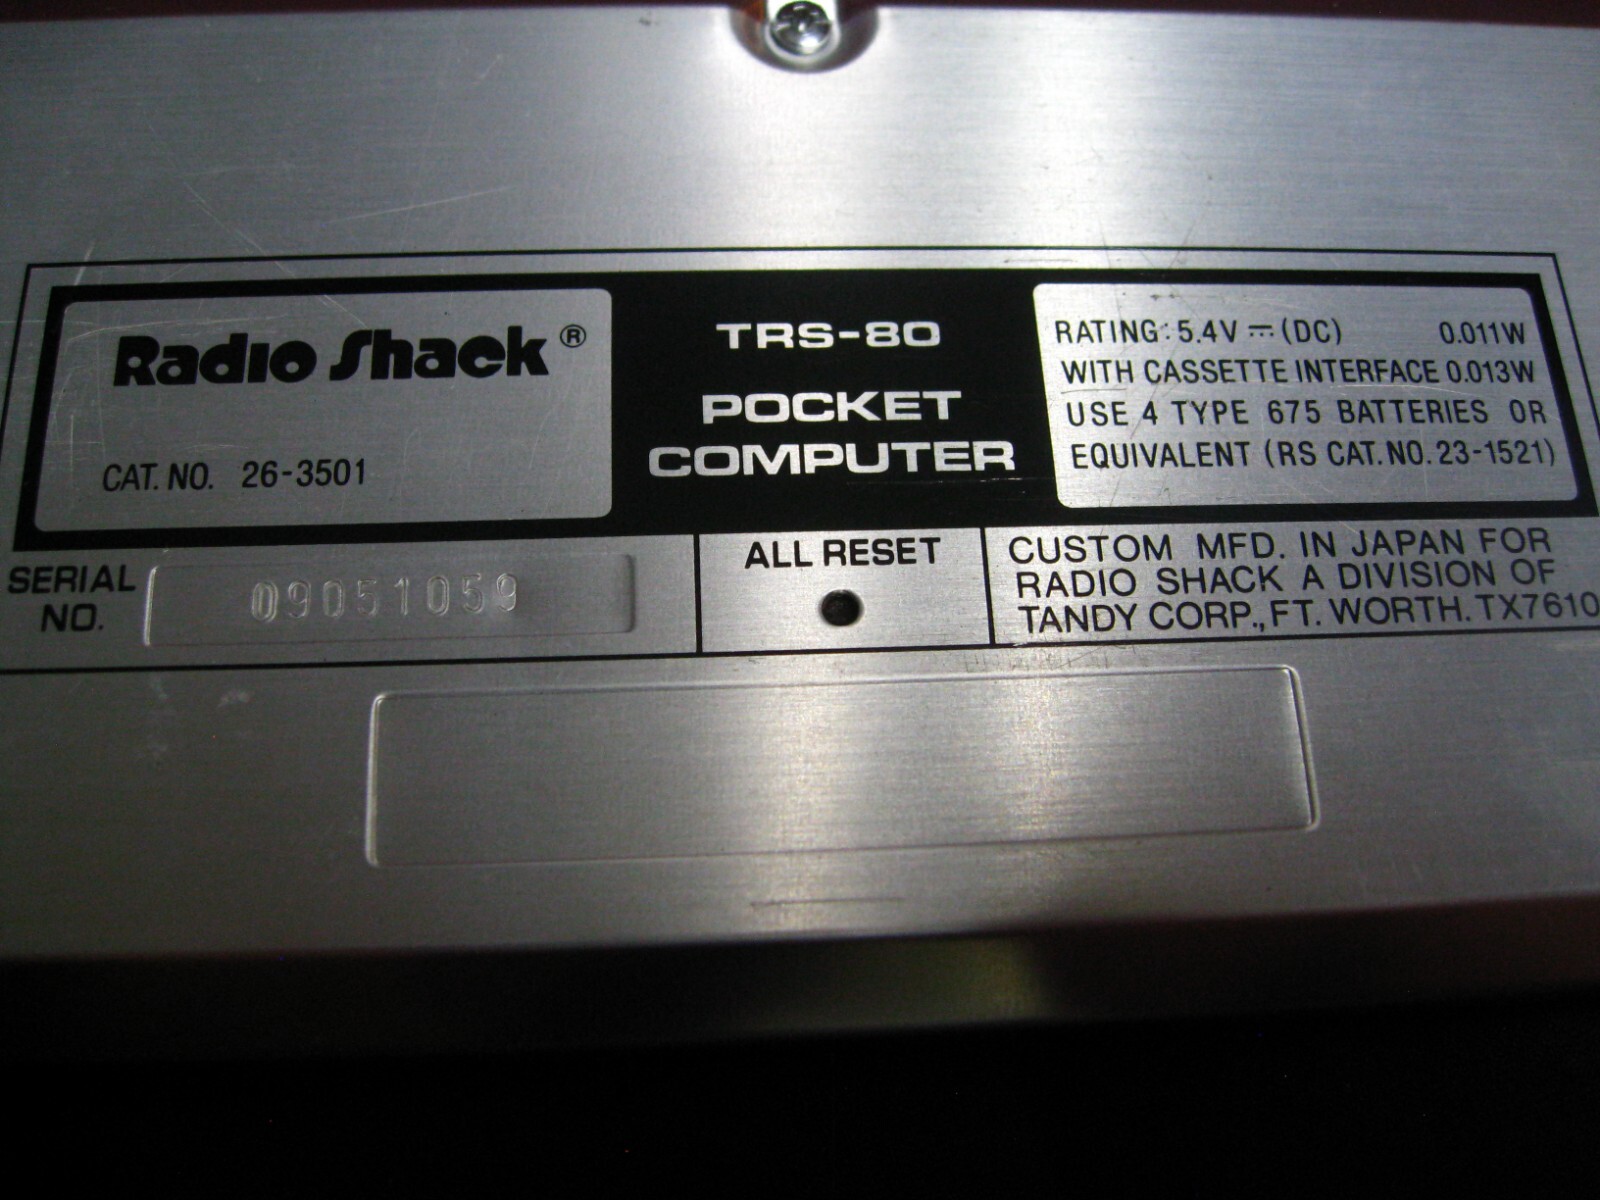 Radio Shack®
CAT. NO. 26-3501
TRS-80
POCKET
COMPUTER
RATING: 5.4V ⎓ (DC) 0.011W
WITH CASSETTE INTERFACE 0.013W
USE 4 TYPE 675 BATTERIES OR
EQUIVALENT (RS CAT. NO. 23-1521)
SERIAL
NO.
09051059
ALL RESET
CUSTOM MFD. IN JAPAN FOR
RADIO SHACK A DIVISION OF
TANDY CORP., FT. WORTH. TX7610